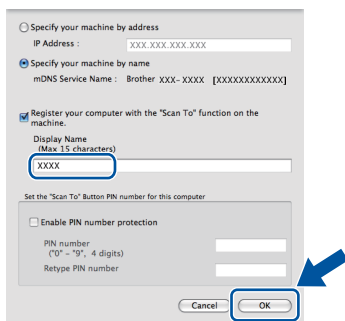 Specify your machine by address
IP Address : XXX.XXX.XXX.XXX
Specify your machine by name
mDNS Service Name : Brother XXX-XXXX [XXXXXXXXXXXX]
Register your computer with the "Scan To" function on the
machine.
Display Name
(Max 15 characters)
XXXX
Set the "Scan To" Button PIN number for this computer
Enable PIN number protection
PIN number
("0" – "9", 4 digits)
Retype PIN number
Cancel OK